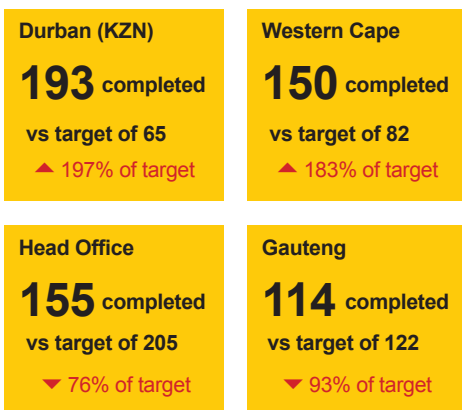 Durban (KZN)
193 completed
vs target of 65
197% of target
Western Cape
150 completed
vs target of 82
183% of target
Head Office
155 completed
vs target of 205
76% of target
Gauteng
114 completed
vs target of 122
93% of target